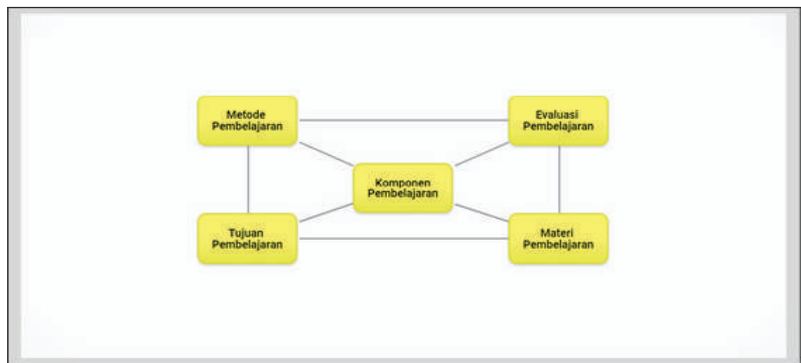 Metode
Pembelajaran
Evaluasi
Pembelajaran
Komponen
Pembelajaran
Tujuan
Pembelajaran
Materi
Pembelajaran